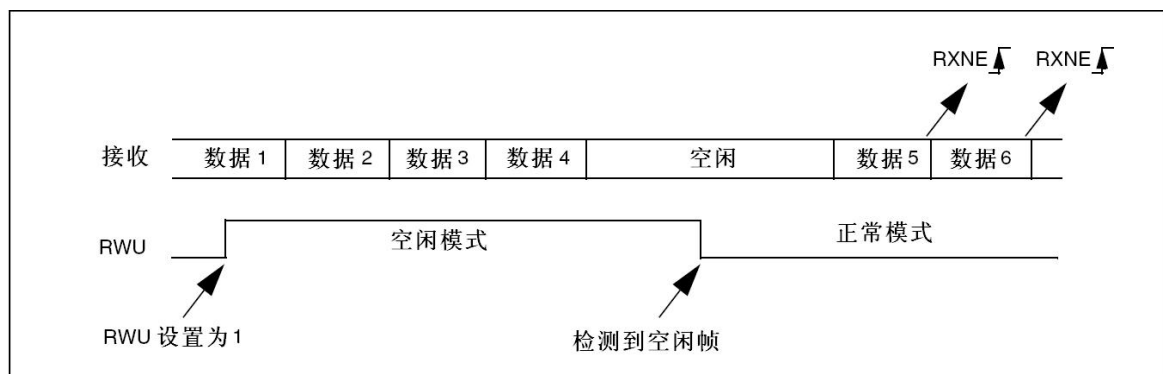 RXNE RXNE
接收 数据 1 数据 2 数据 3 数据 4 空闲 数据 5 数据 6
RWU 空闲模式 正常模式
RWU 设置为 1 检测到空闲帧